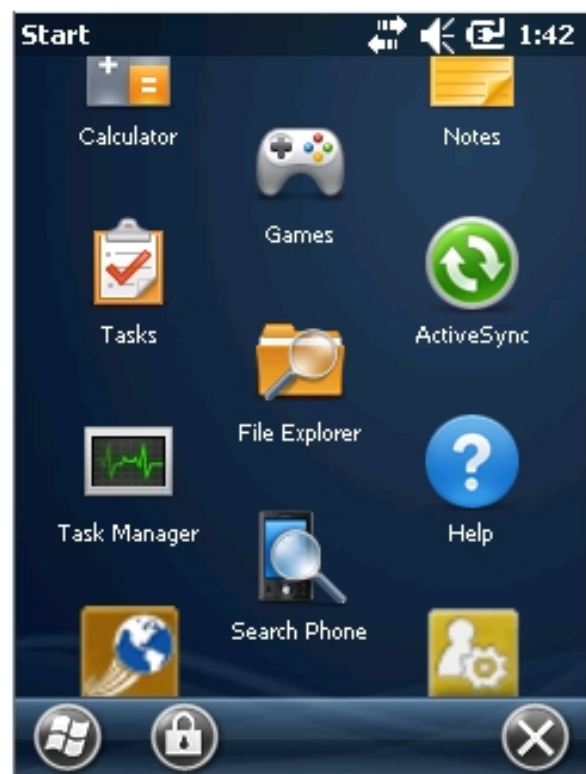 Start 1:42
Calculator
Notes
Games
Tasks
ActiveSync
File Explorer
Task Manager
Help
Search Phone